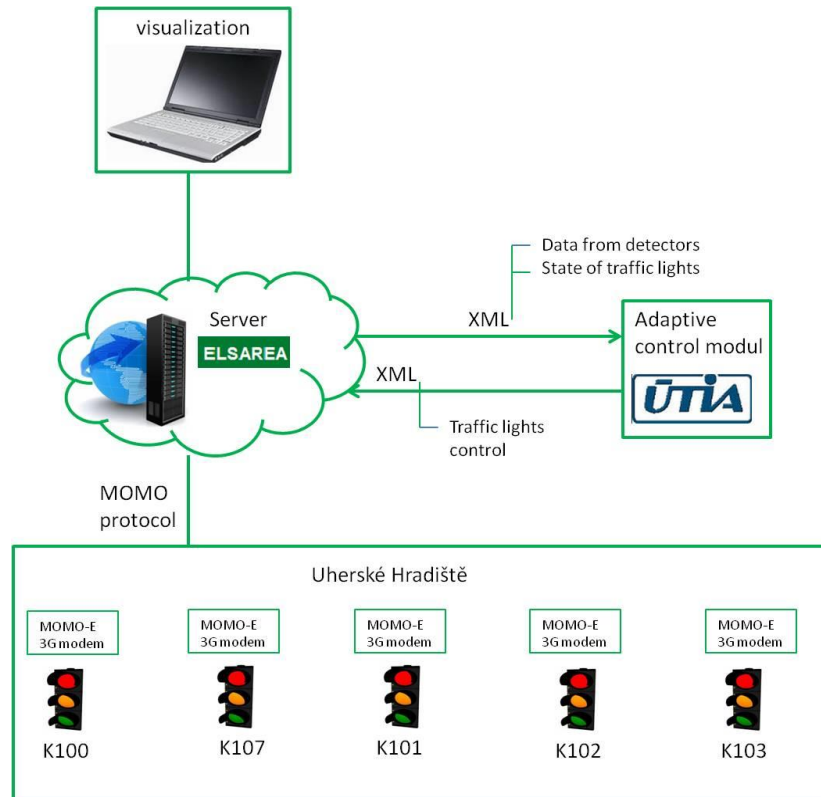 visualization
Data from detectors
State of traffic lights
Server
ELSAREA
XML
Adaptive
control modul
ÚTIA
XML
Traffic lights
control
MOMO
protocol
Uherské Hradiště
MOMO-E
3G modem
MOMO-E
3G modem
MOMO-E
3G modem
MOMO-E
3G modem
MOMO-E
3G modem
K100
K107
K101
K102
K103